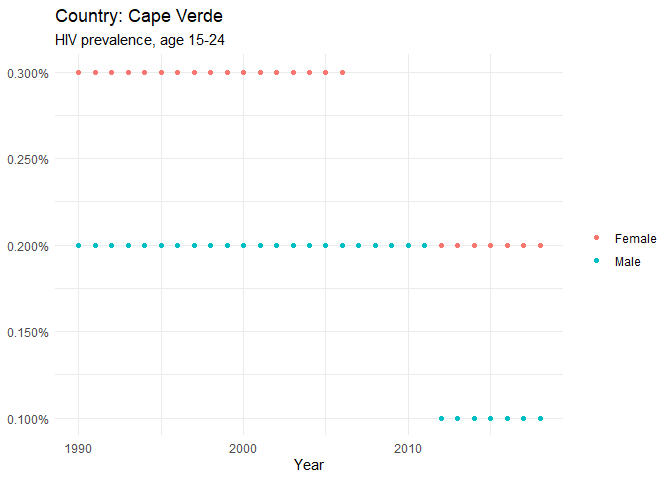 Country: Cape Verde
HIV prevalence, age 15-24
0.300%
0.250%
0.200%
0.150%
0.100%
1990 2000 2010
Year
Female
Male